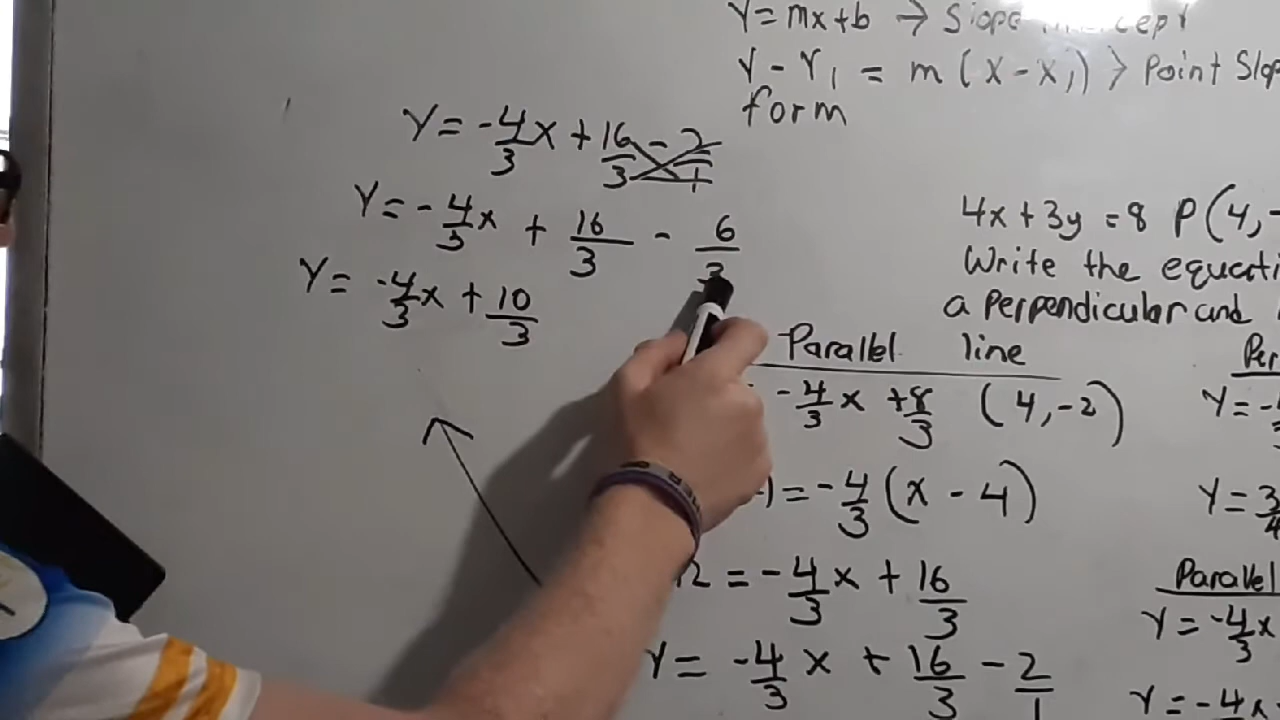 Y = mx + b → Slope
Y - Y₁ = m (X - X₁) > Point Slop
form
Y = -4/3 x + 16/3 - 2/1
Y = -4/3 x + 16/3 - 6/3
Y = -4/3 x + 10/3
4x + 3y = 8 P(4, -
Write the equati
a Perpendicular and
Parallel line
-4/3 x + 8/3 (4, -2)
) = -4/3 (x - 4)
2 = -4/3 x + 16/3
Y = -4/3 x + 16/3 - 2/1
Per
Y = -
Y = 3/4
Parallel
Y = -4/3 x
Y = -4 x